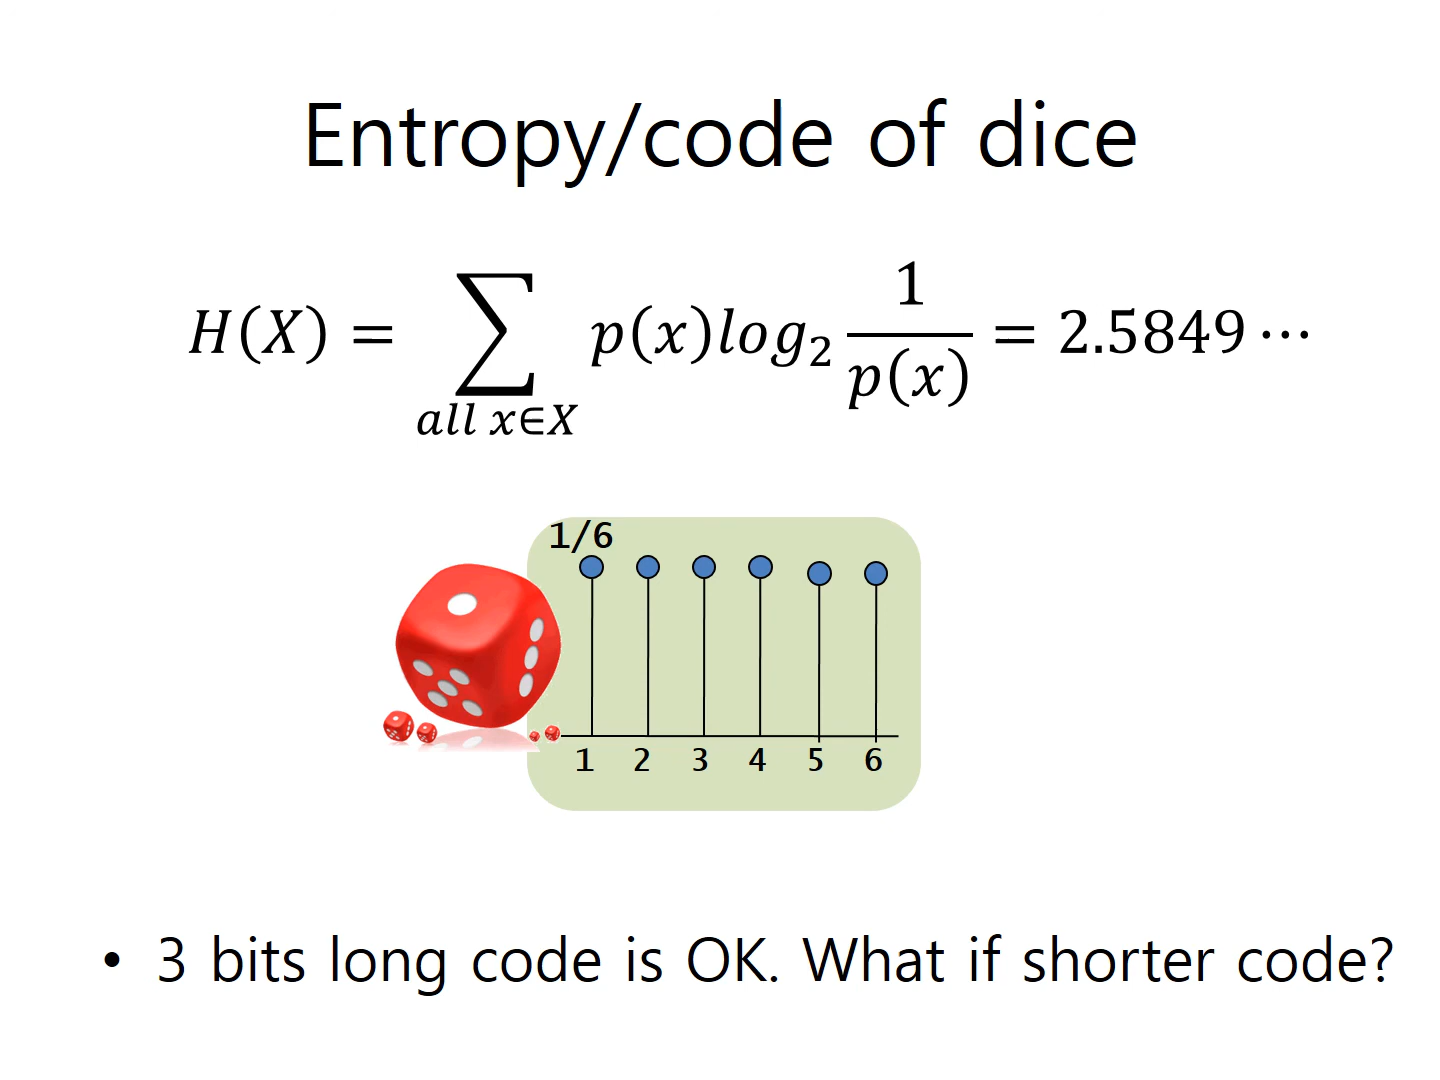 Entropy/code of dice
H(X) = ∑ p(x)log₂ 1/p(x) = 2.5849 ⋯
all x∈X
1/6
1 2 3 4 5 6
• 3 bits long code is OK. What if shorter code?